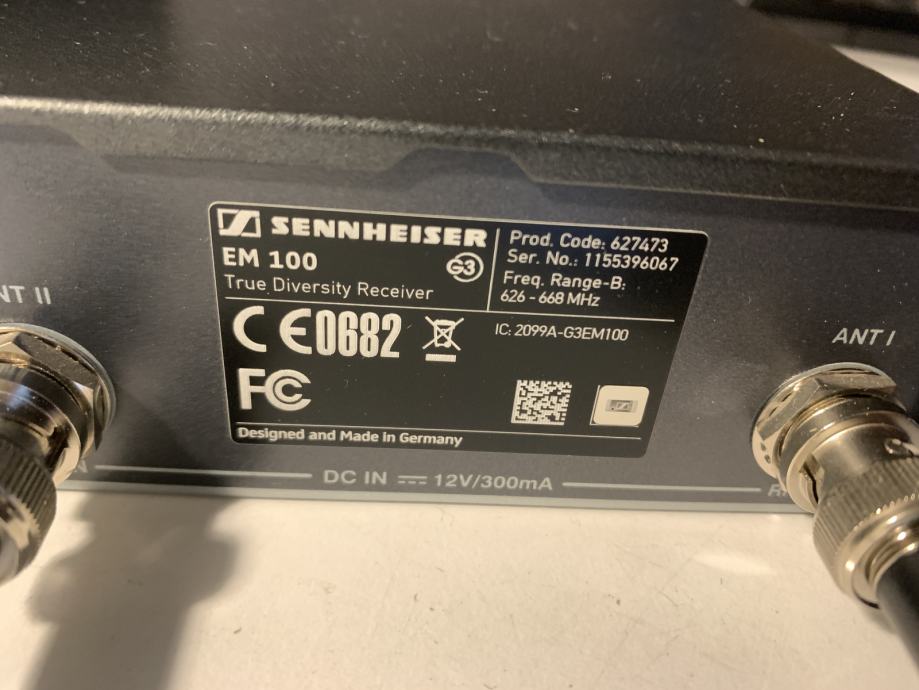 SENNHEISER
EM 100
G3
True Diversity Receiver
Prod. Code: 627473
Ser. No.: 1155396067
Freq. Range-B:
626 - 668 MHz
CE0682
IC: 2099A-G3EM100
FC
Designed and Made in Germany
NT II
ANT I
DC IN 12V/300mA